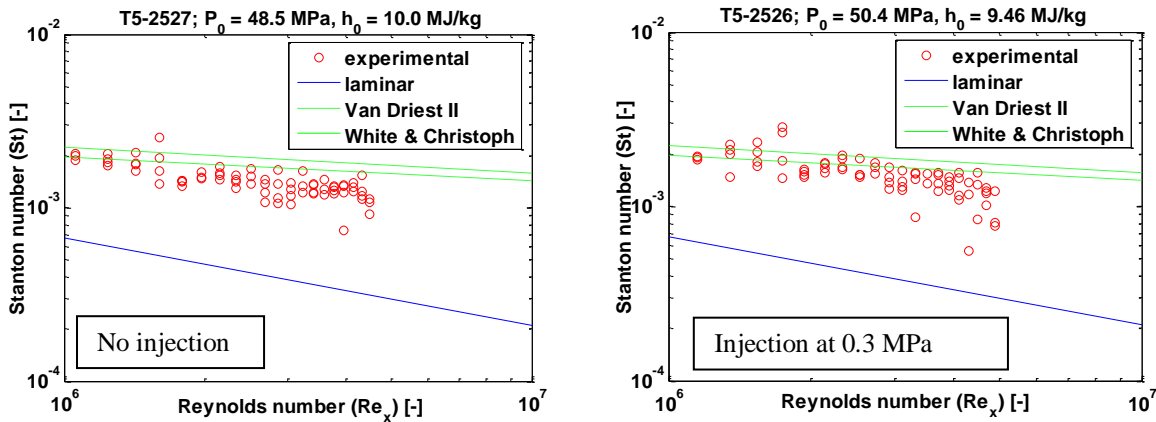 T5-2527; P0 = 48.5 MPa, h0 = 10.0 MJ/kg
10-2
experimental
laminar
Van Driest II
White & Christoph
Stanton number (St) [-]
10-3
No injection
10-4
106
107
Reynolds number (Rex) [-]
T5-2526; P0 = 50.4 MPa, h0 = 9.46 MJ/kg
10-2
experimental
laminar
Van Driest II
White & Christoph
Stanton number (St) [-]
10-3
Injection at 0.3 MPa
10-4
106
107
Reynolds number (Rex) [-]